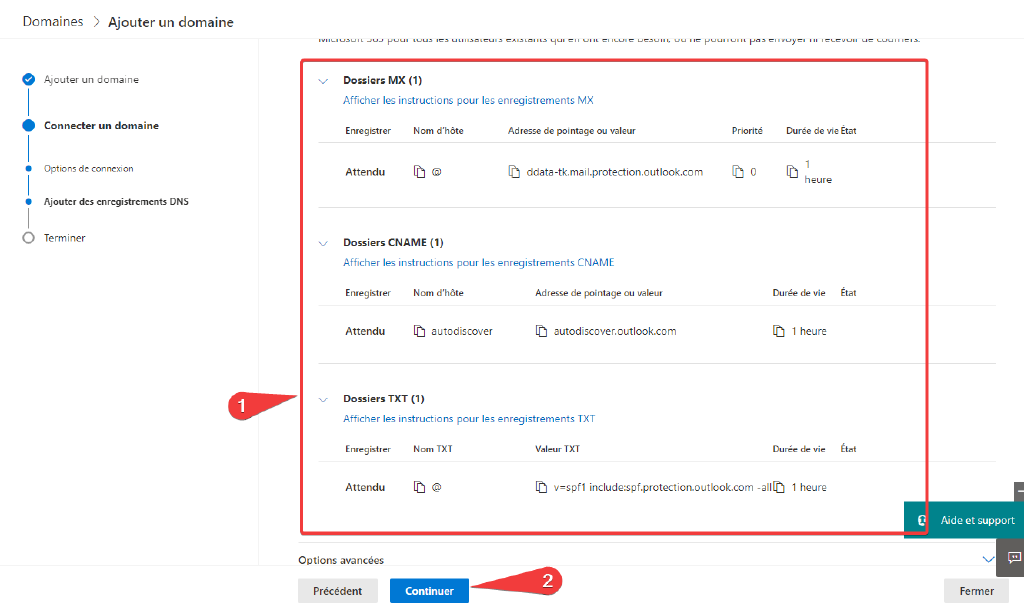 Domaines > Ajouter un domaine
Microsoft 365 pour tous les utilisateurs existants qui en ont encore besoin, ou ne pourront pas envoyer ni recevoir de courriers.
Ajouter un domaine
Connecter un domaine
Options de connexion
Ajouter des enregistrements DNS
Terminer
Dossiers MX (1)
Afficher les instructions pour les enregistrements MX
Enregistrer Nom d'hôte Adresse de pointage ou valeur Priorité Durée de vie État
Attendu @ ddata-tk.mail.protection.outlook.com 0 1 heure
Dossiers CNAME (1)
Afficher les instructions pour les enregistrements CNAME
Enregistrer Nom d'hôte Adresse de pointage ou valeur Durée de vie État
Attendu autodiscover autodiscover.outlook.com 1 heure
1
Dossiers TXT (1)
Afficher les instructions pour les enregistrements TXT
Enregistrer Nom TXT Valeur TXT Durée de vie État
Attendu @ v=spf1 include:spf.protection.outlook.com -all 1 heure
Aide et support
Options avancées
Précédent Continuer 2 Fermer